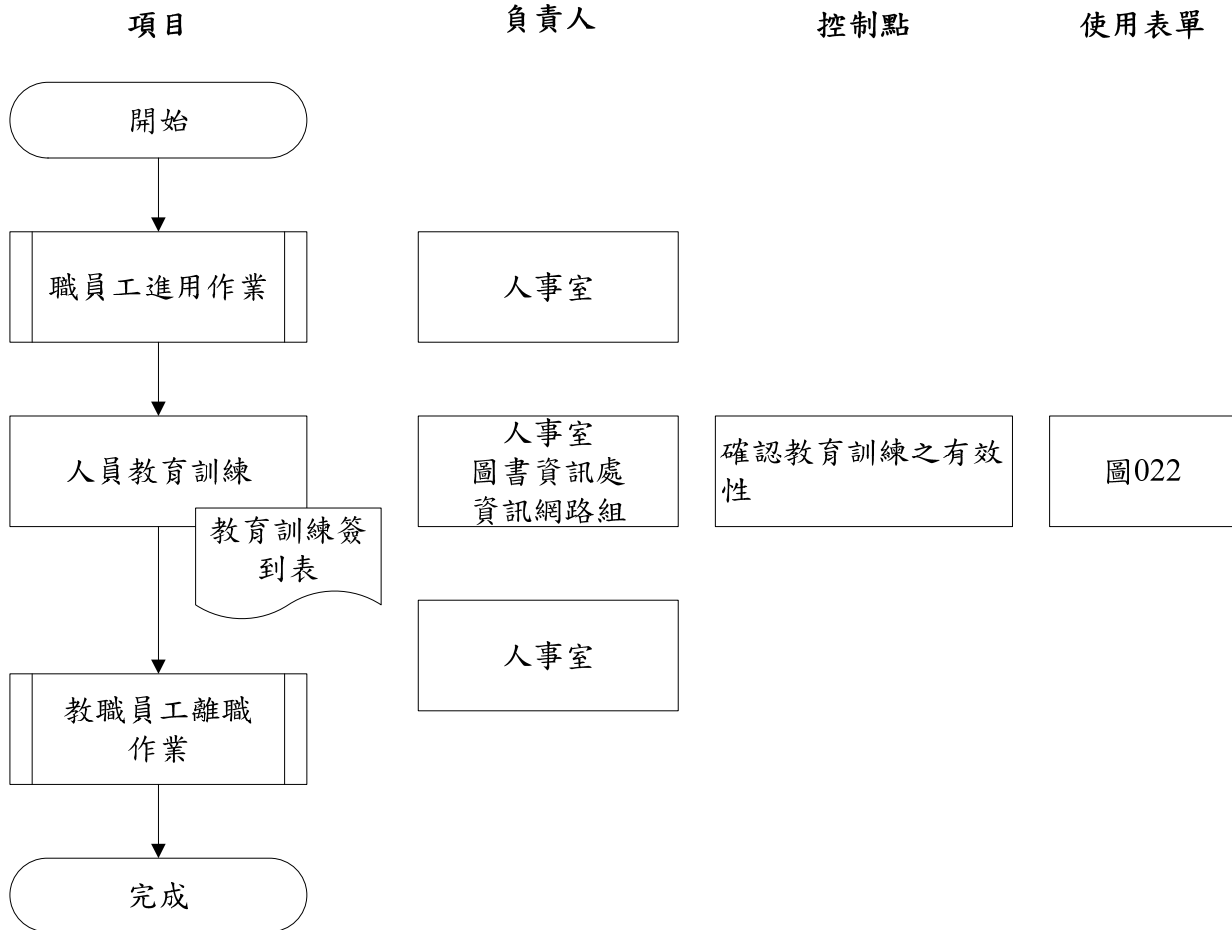 項目
負責人
控制點
使用表單
開始
職員工進用作業
人事室
人員教育訓練
人事室
圖書資訊處
資訊網路組
確認教育訓練之有效
性
圖022
教育訓練簽
到表
人事室
教職員工離職
作業
完成